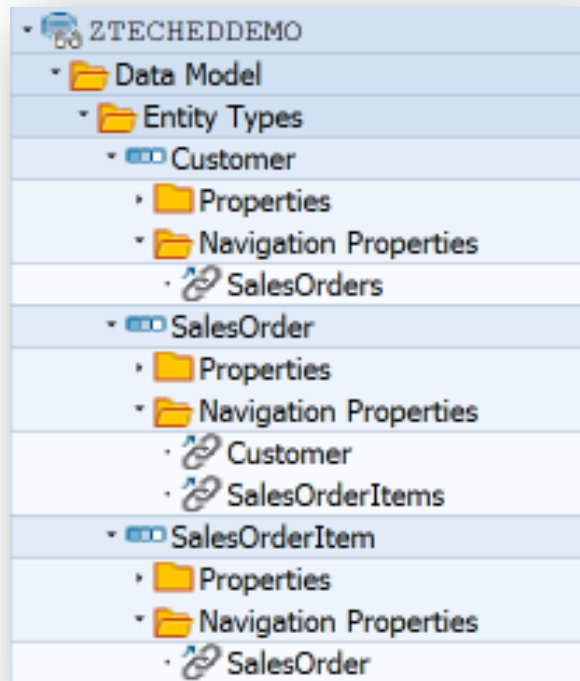 ZTECHEDDEMO
Data Model
Entity Types
Customer
Properties
Navigation Properties
SalesOrders
SalesOrder
Properties
Navigation Properties
Customer
SalesOrderItems
SalesOrderItem
Properties
Navigation Properties
SalesOrder